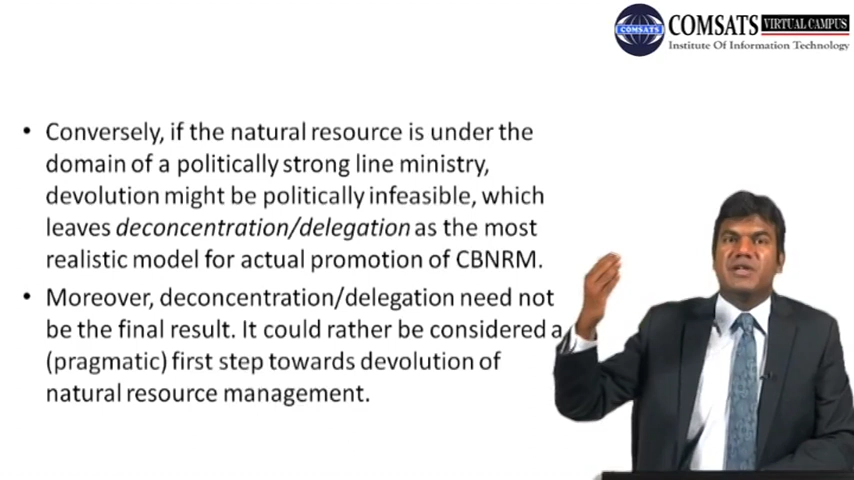 COMSATS VIRTUAL CAMPUS
COMSATS
Institute Of Information Technology
• Conversely, if the natural resource is under the
domain of a politically strong line ministry,
devolution might be politically infeasible, which
leaves deconcentration/delegation as the most
realistic model for actual promotion of CBNRM.
• Moreover, deconcentration/delegation need not
be the final result. It could rather be considered a
(pragmatic) first step towards devolution of
natural resource management.